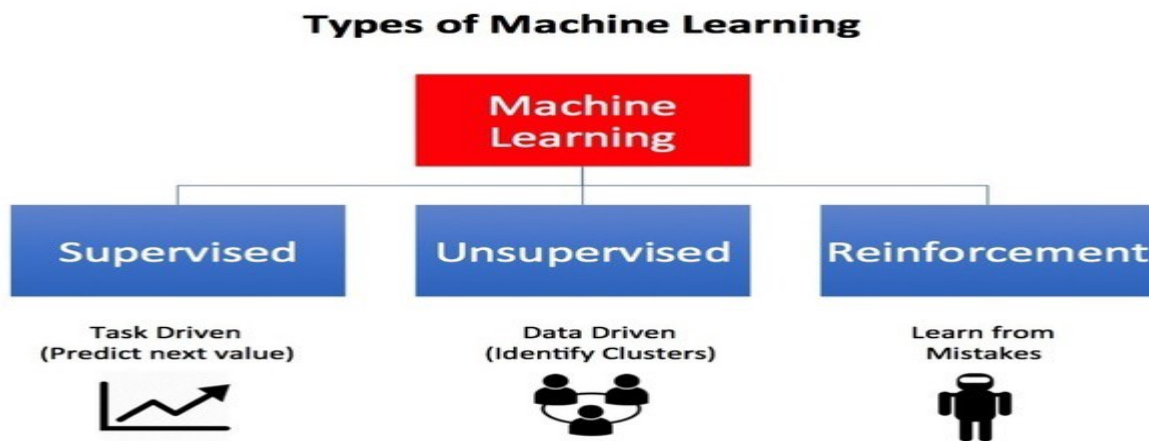 Types of Machine Learning
Machine
Learning
Supervised
Unsupervised
Reinforcement
Task Driven
(Predict next value)
Data Driven
(Identify Clusters)
Learn from
Mistakes